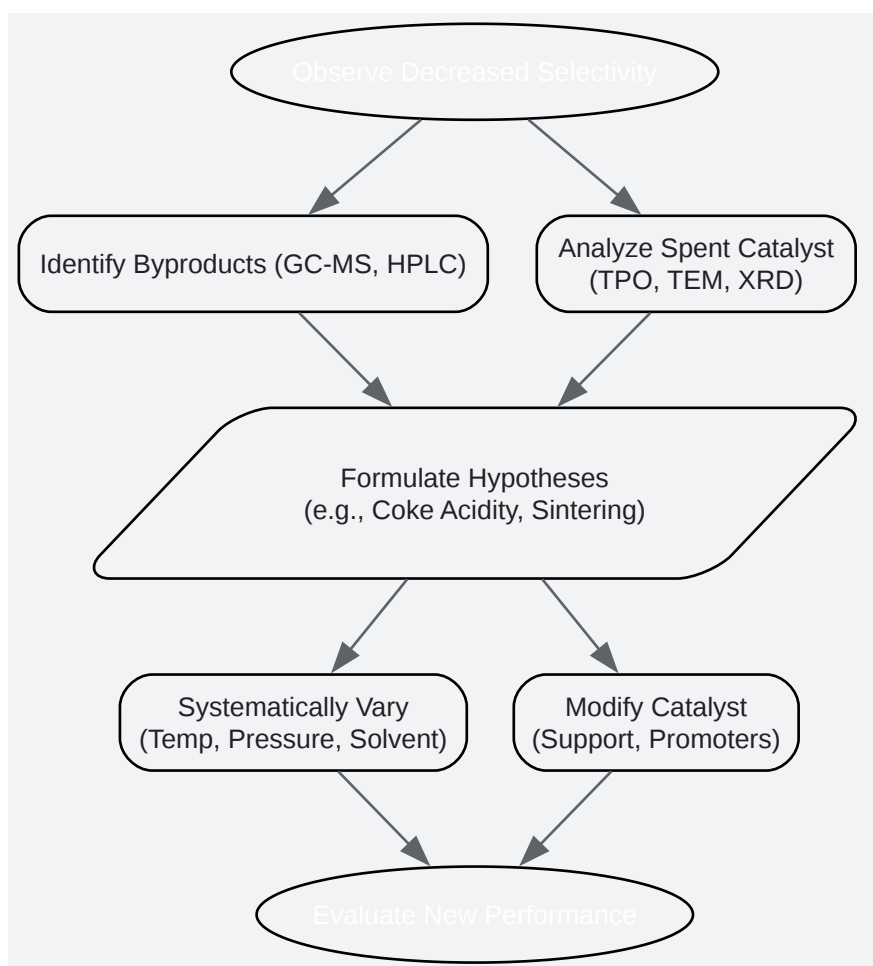 Observe Decreased Selectivity
Identify Byproducts (GC-MS, HPLC)
Analyze Spent Catalyst
(TPO, TEM, XRD)
Formulate Hypotheses
(e.g., Coke Acidity, Sintering)
Systematically Vary
(Temp, Pressure, Solvent)
Modify Catalyst
(Support, Promoters)
Evaluate New Performance